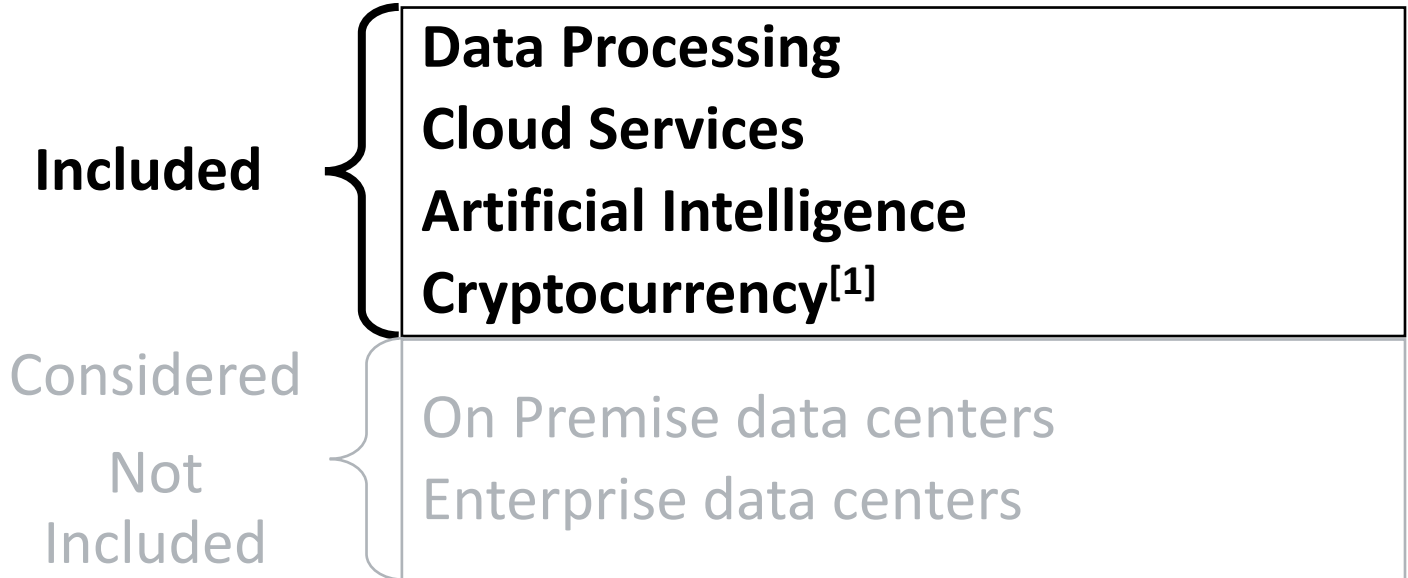 Included
Data Processing
Cloud Services
Artificial Intelligence
Cryptocurrency[1]
Considered
Not
Included
On Premise data centers
Enterprise data centers